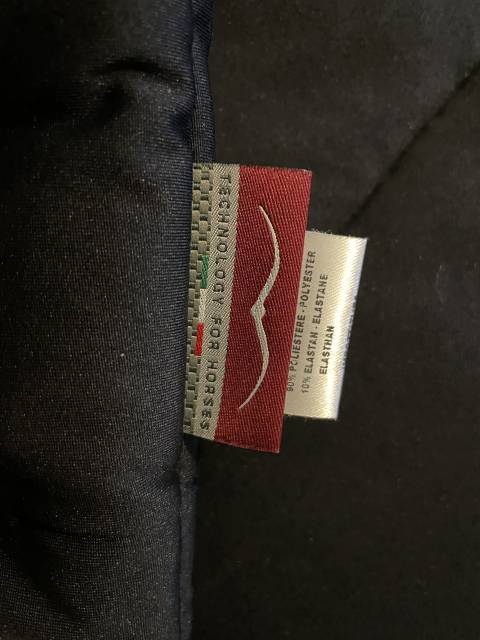 TECHNOLOGY FOR HORSES
90% POLIESTERE - POLYESTER
10% ELASTAN - ELASTANE
ELASTHAN